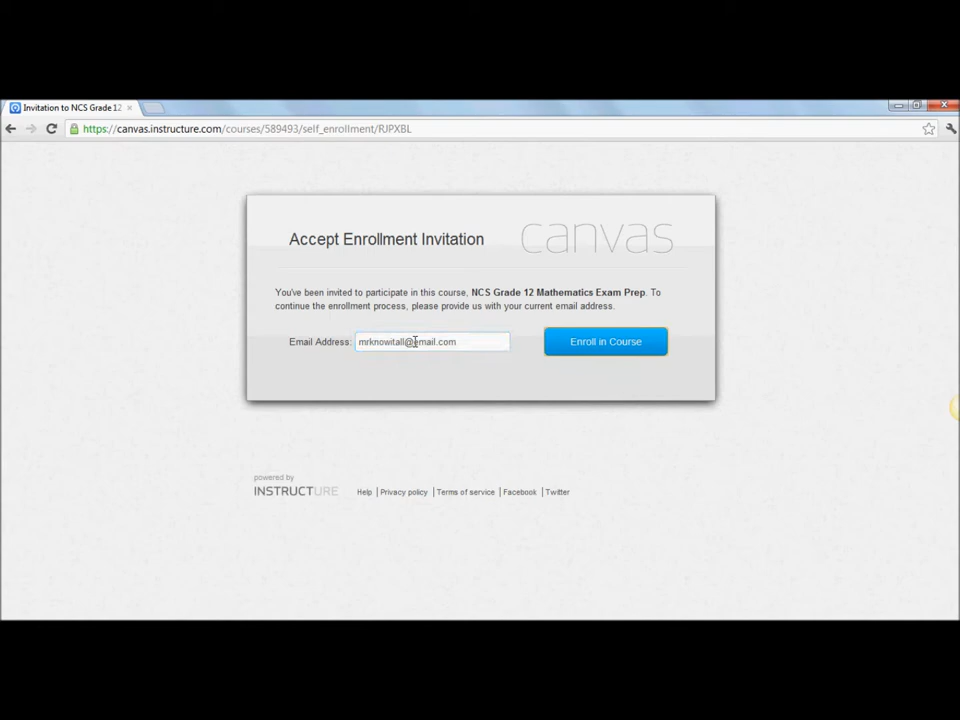 Invitation to NCS Grade 12
https://canvas.instructure.com/courses/589493/self_enrollment/RJPXBL
Accept Enrollment Invitation
canvas
You've been invited to participate in this course, NCS Grade 12 Mathematics Exam Prep. To
continue the enrollment process, please provide us with your current email address.
Email Address: mrknowitall@email.com
Enroll in Course
powered by
INSTRUCTURE
Help | Privacy policy | Terms of service | Facebook | Twitter